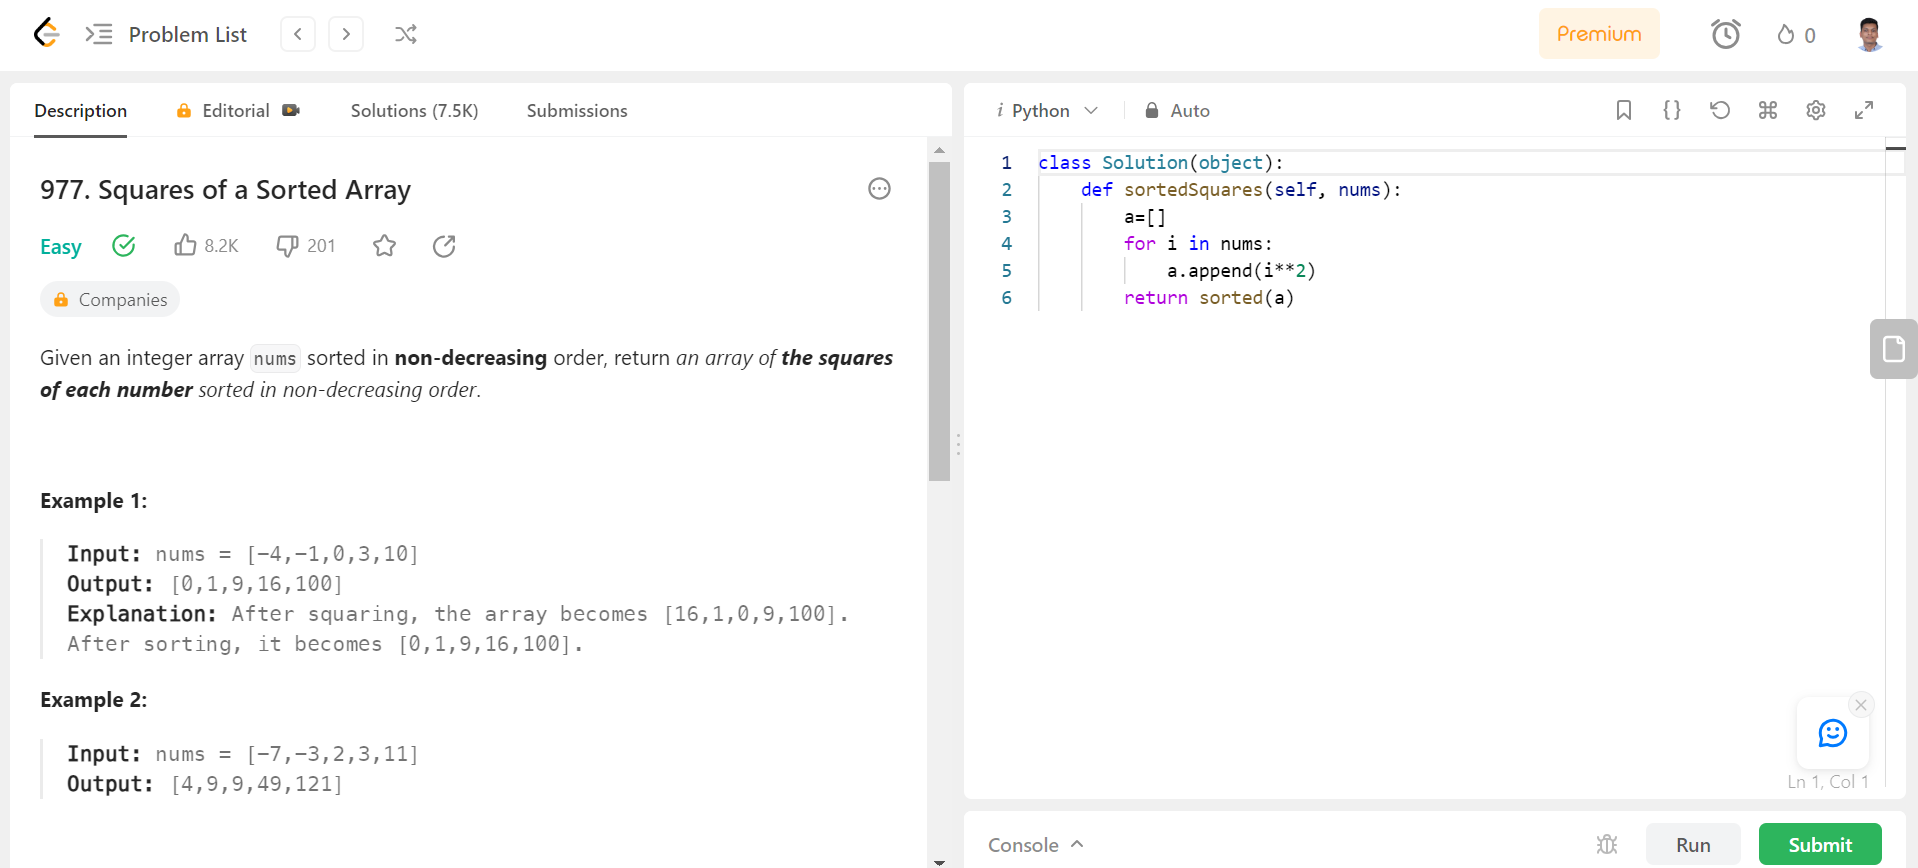 Problem List
Premium
0
Description
Editorial
Solutions (7.5K)
Submissions
977. Squares of a Sorted Array
Easy
8.2K
201
Companies
Given an integer array nums sorted in non-decreasing order, return an array of the squares
of each number sorted in non-decreasing order.
Example 1:
Input: nums = [-4,-1,0,3,10]
Output: [0,1,9,16,100]
Explanation: After squaring, the array becomes [16,1,0,9,100].
After sorting, it becomes [0,1,9,16,100].
Example 2:
Input: nums = [-7,-3,2,3,11]
Output: [4,9,9,49,121]
i Python
Auto
1 class Solution(object):
2     def sortedSquares(self, nums):
3         a=[]
4         for i in nums:
5             a.append(i**2)
6         return sorted(a)
Ln 1, Col 1
Console
Run
Submit